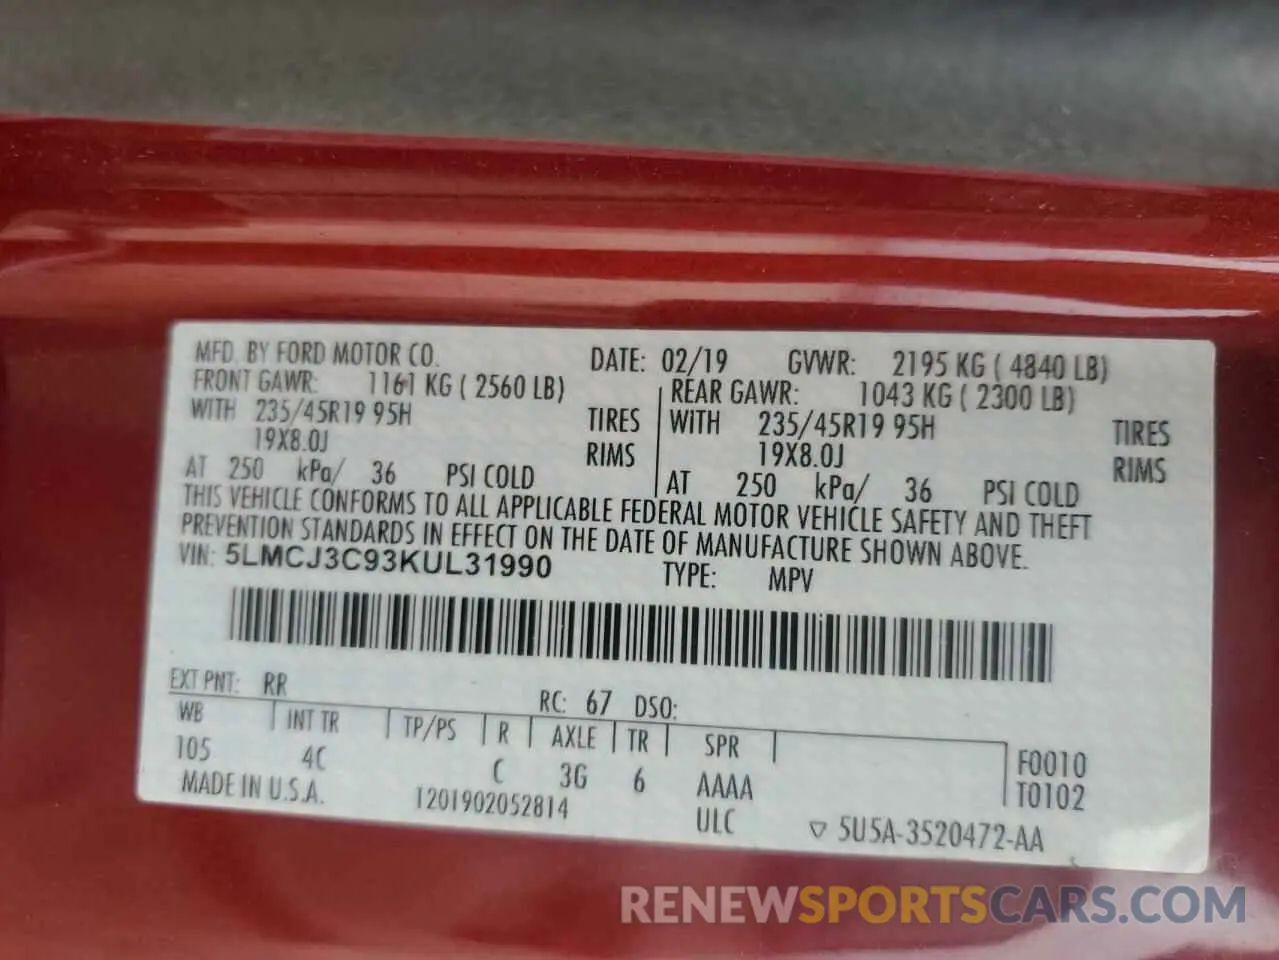 MFD. BY FORD MOTOR CO. DATE: 02/19 GVWR: 2195 KG ( 4840 LB)
FRONT GAWR: 1161 KG ( 2560 LB) REAR GAWR: 1043 KG ( 2300 LB)
WITH 235/45R19 95H TIRES WITH 235/45R19 95H TIRES
19X8.0J RIMS 19X8.0J RIMS
AT 250 kPa/ 36 PSI COLD AT 250 kPa/ 36 PSI COLD
THIS VEHICLE CONFORMS TO ALL APPLICABLE FEDERAL MOTOR VEHICLE SAFETY AND THEFT
PREVENTION STANDARDS IN EFFECT ON THE DATE OF MANUFACTURE SHOWN ABOVE.
VIN: 5LMCJ3C93KUL31990 TYPE: MPV
EXT PNT: RR RC: 67 DSO:
WB INT TR TP/PS R AXLE TR SPR
105 4C C 3G 6 AAAA F0010
T0102
MADE IN U.S.A. 1201902052814 ULC ▽ 5U5A-3520472-AA
RENEWSPORTSCARS.COM